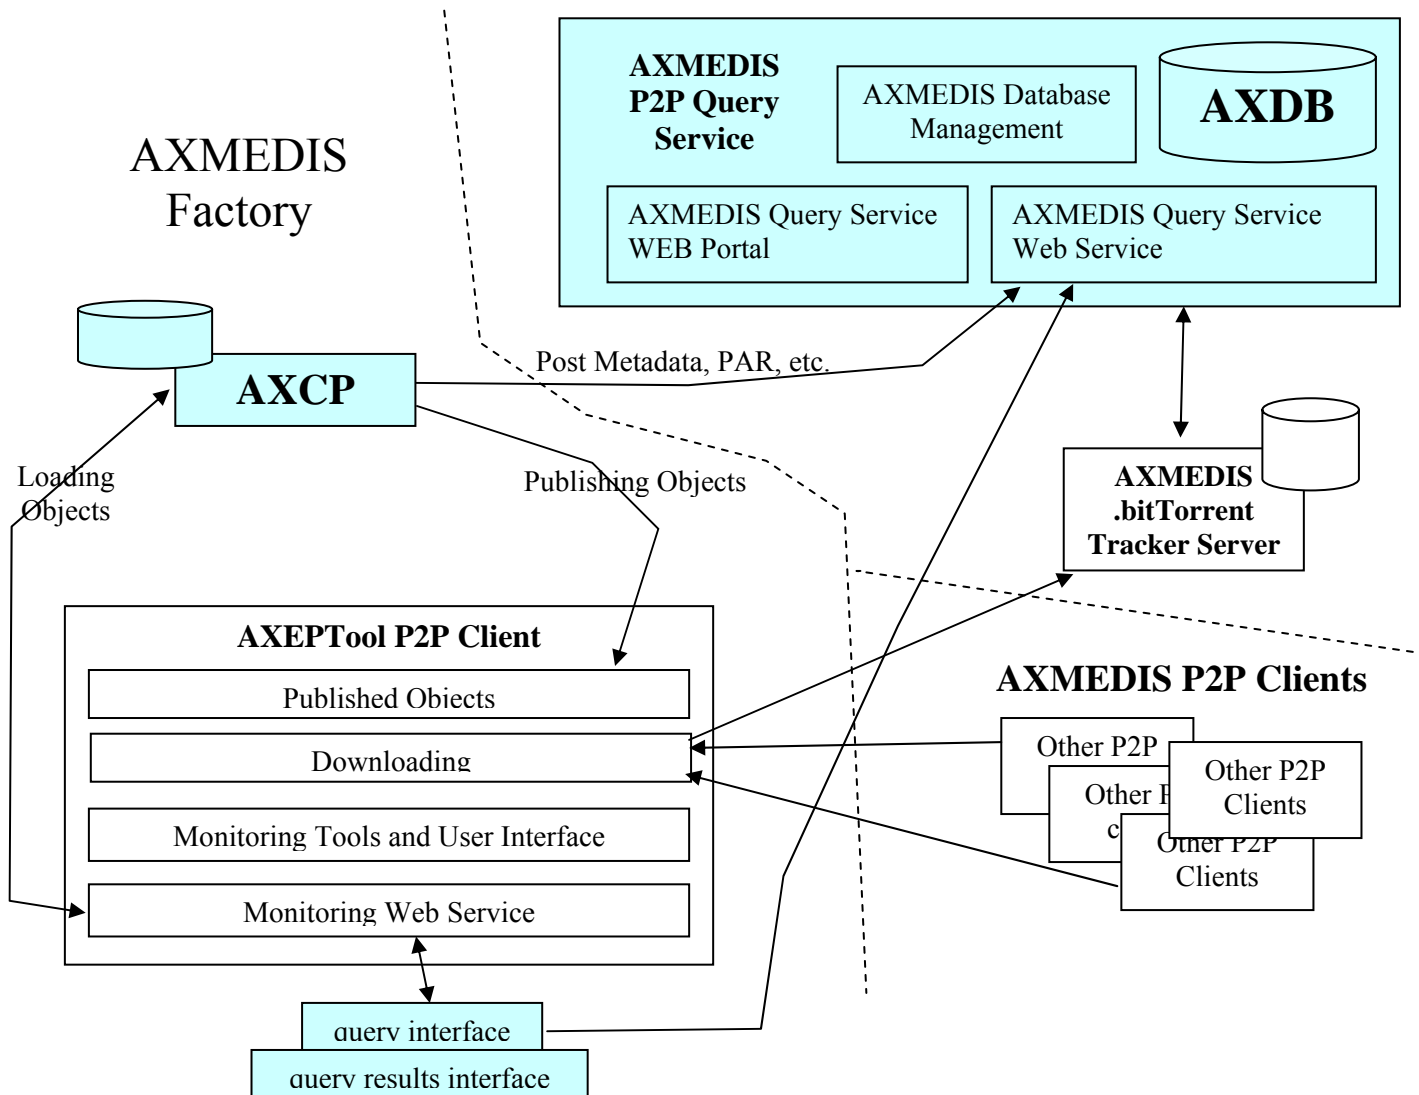 AXMEDIS
P2P Query
Service
AXMEDIS Database
Management
AXDB
AXMEDIS
Factory
AXMEDIS Query Service
WEB Portal
AXMEDIS Query Service
Web Service
Post Metadata, PAR, etc.
AXCP
Loading
Objects
Publishing Objects
AXMEDIS
.bitTorrent
Tracker Server
AXEPTool P2P Client
Published Objects
Downloading
Monitoring Tools and User Interface
Monitoring Web Service
AXMEDIS P2P Clients
Other P2P
Other
Other P2P
Clients
Other P2P
Clients
query interface
query results interface